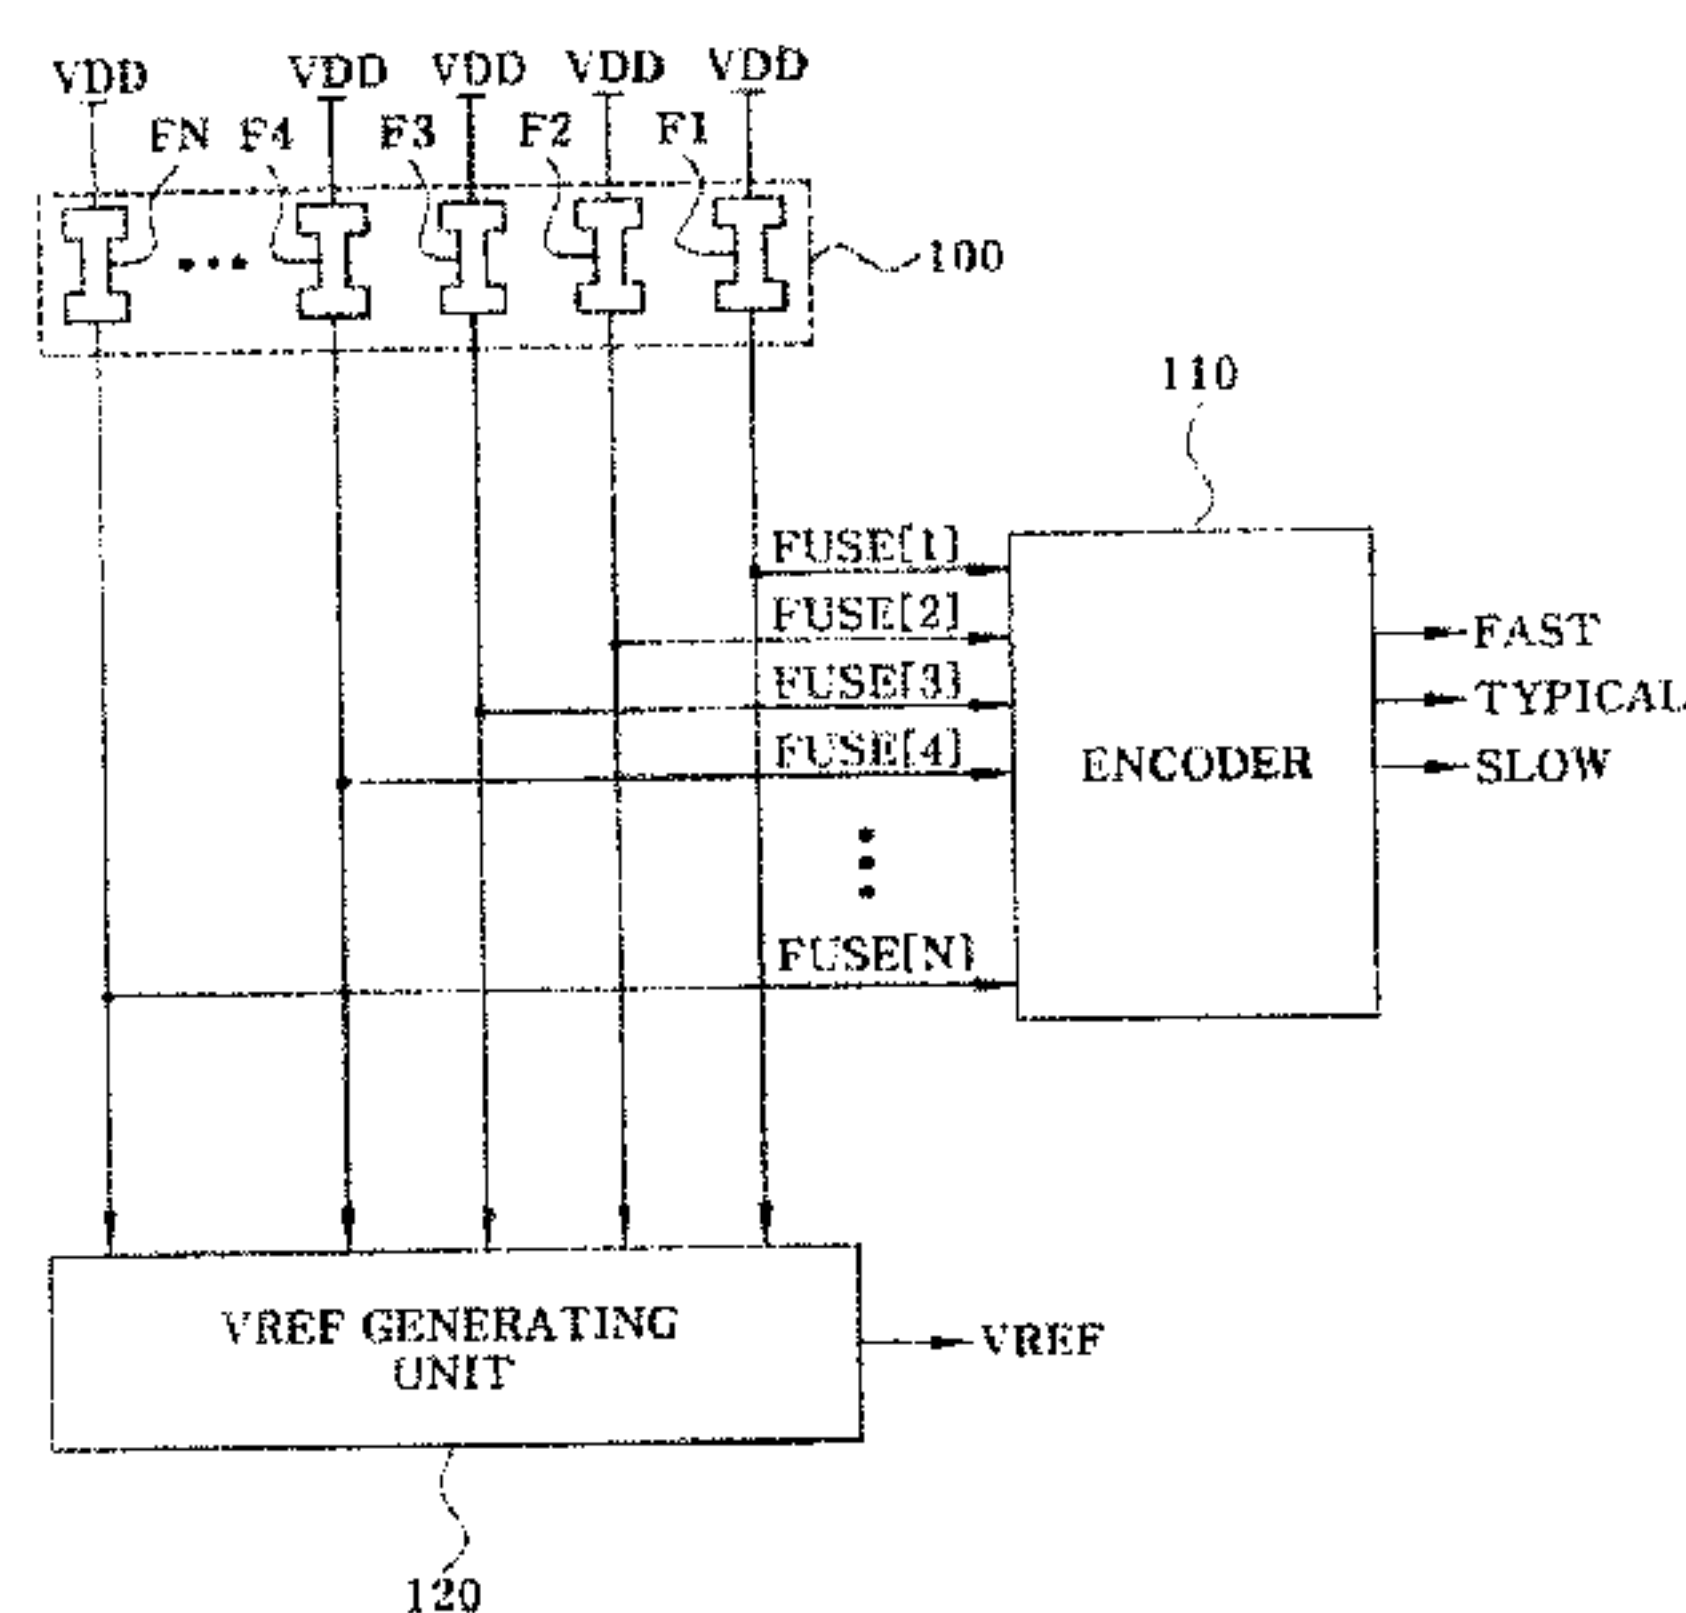 VDD VDD VDD VDD VDD
FN F4 F3 F2 F1
100
110
FUSE[1]
FUSE[2]
FAST
FUSE[3]
TYPICAL
FUSE[4]
ENCODER
SLOW
FUSE[N]
VREF GENERATING
UNIT
VREF
120